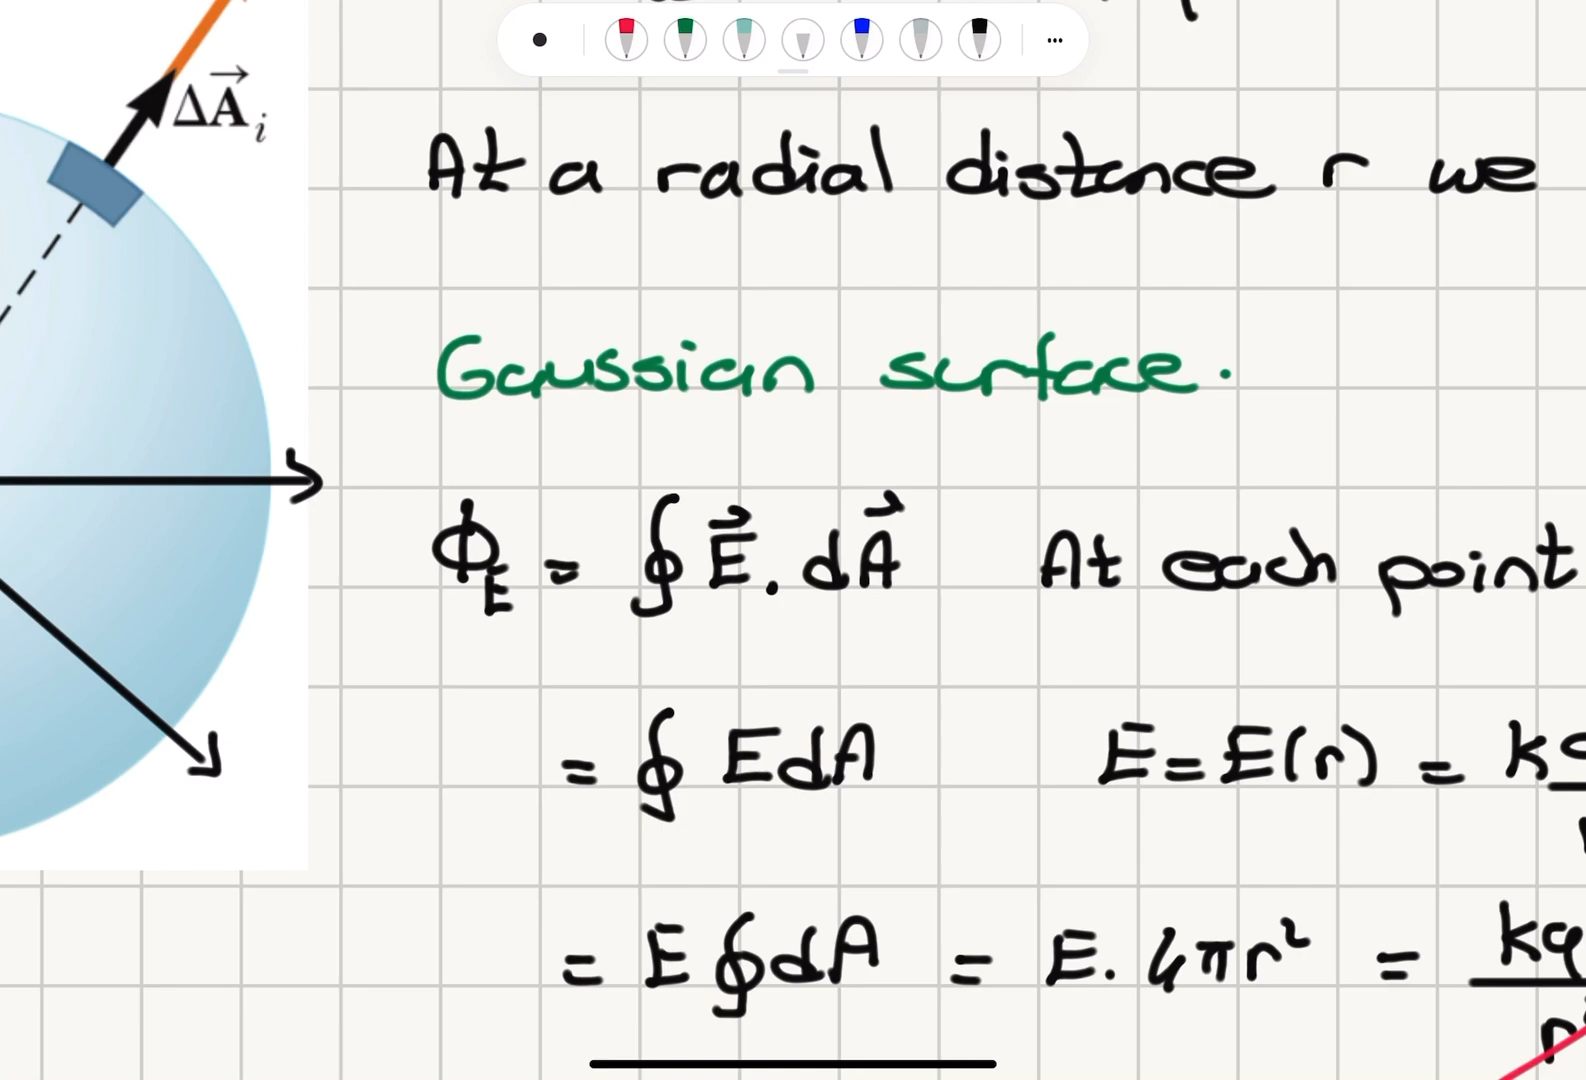 ΔA⃗ᵢ
At a radial distance r we
Gaussian surface.
Φ_E = ∮ E⃗ . dA⃗ At each point
= ∮ EdA E = E(r) = k
= E ∮ dA = E. 4πr² = kq